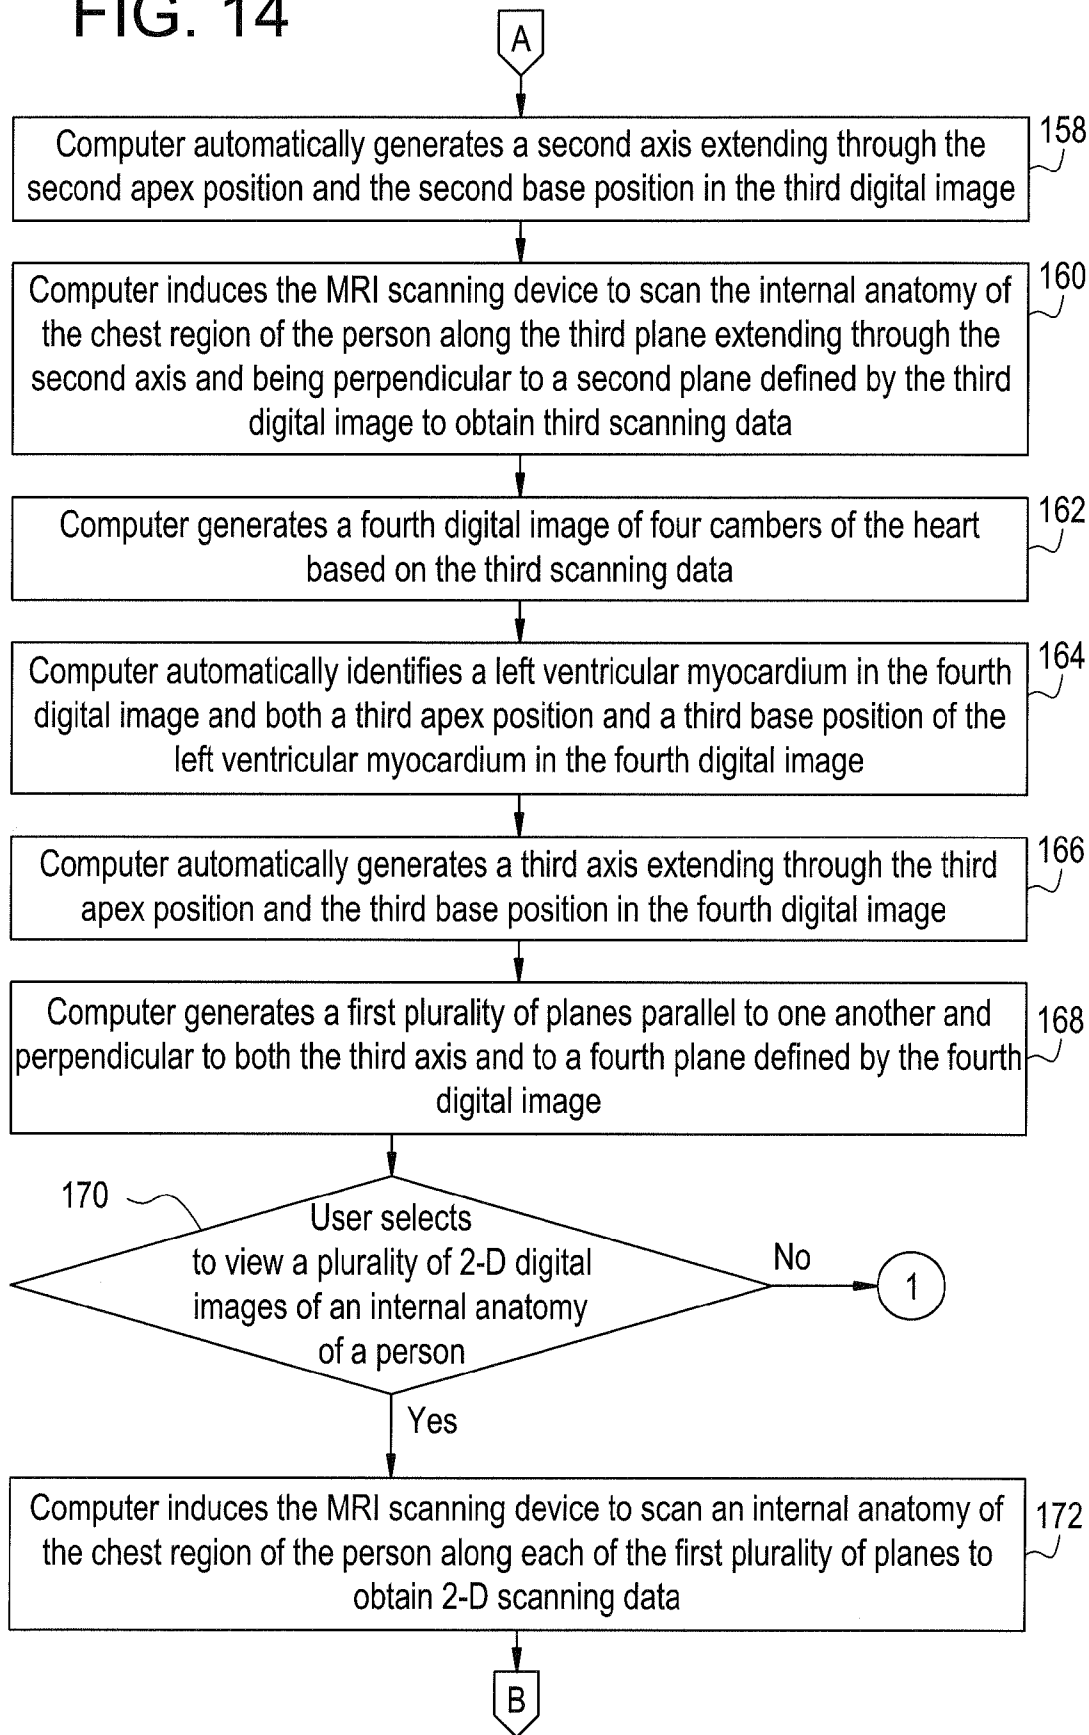 FIG. 14
A
Computer automatically generates a second axis extending through the
second apex position and the second base position in the third digital image
158
Computer induces the MRI scanning device to scan the internal anatomy of
the chest region of the person along the third plane extending through the
second axis and being perpendicular to a second plane defined by the third
digital image to obtain third scanning data
160
Computer generates a fourth digital image of four cambers of the heart
based on the third scanning data
162
Computer automatically identifies a left ventricular myocardium in the fourth
digital image and both a third apex position and a third base position of the
left ventricular myocardium in the fourth digital image
164
Computer automatically generates a third axis extending through the third
apex position and the third base position in the fourth digital image
166
Computer generates a first plurality of planes parallel to one another and
perpendicular to both the third axis and to a fourth plane defined by the fourth
digital image
168
170
User selects
to view a plurality of 2-D digital
images of an internal anatomy
of a person
No
1
Yes
Computer induces the MRI scanning device to scan an internal anatomy of
the chest region of the person along each of the first plurality of planes to
obtain 2-D scanning data
172
B